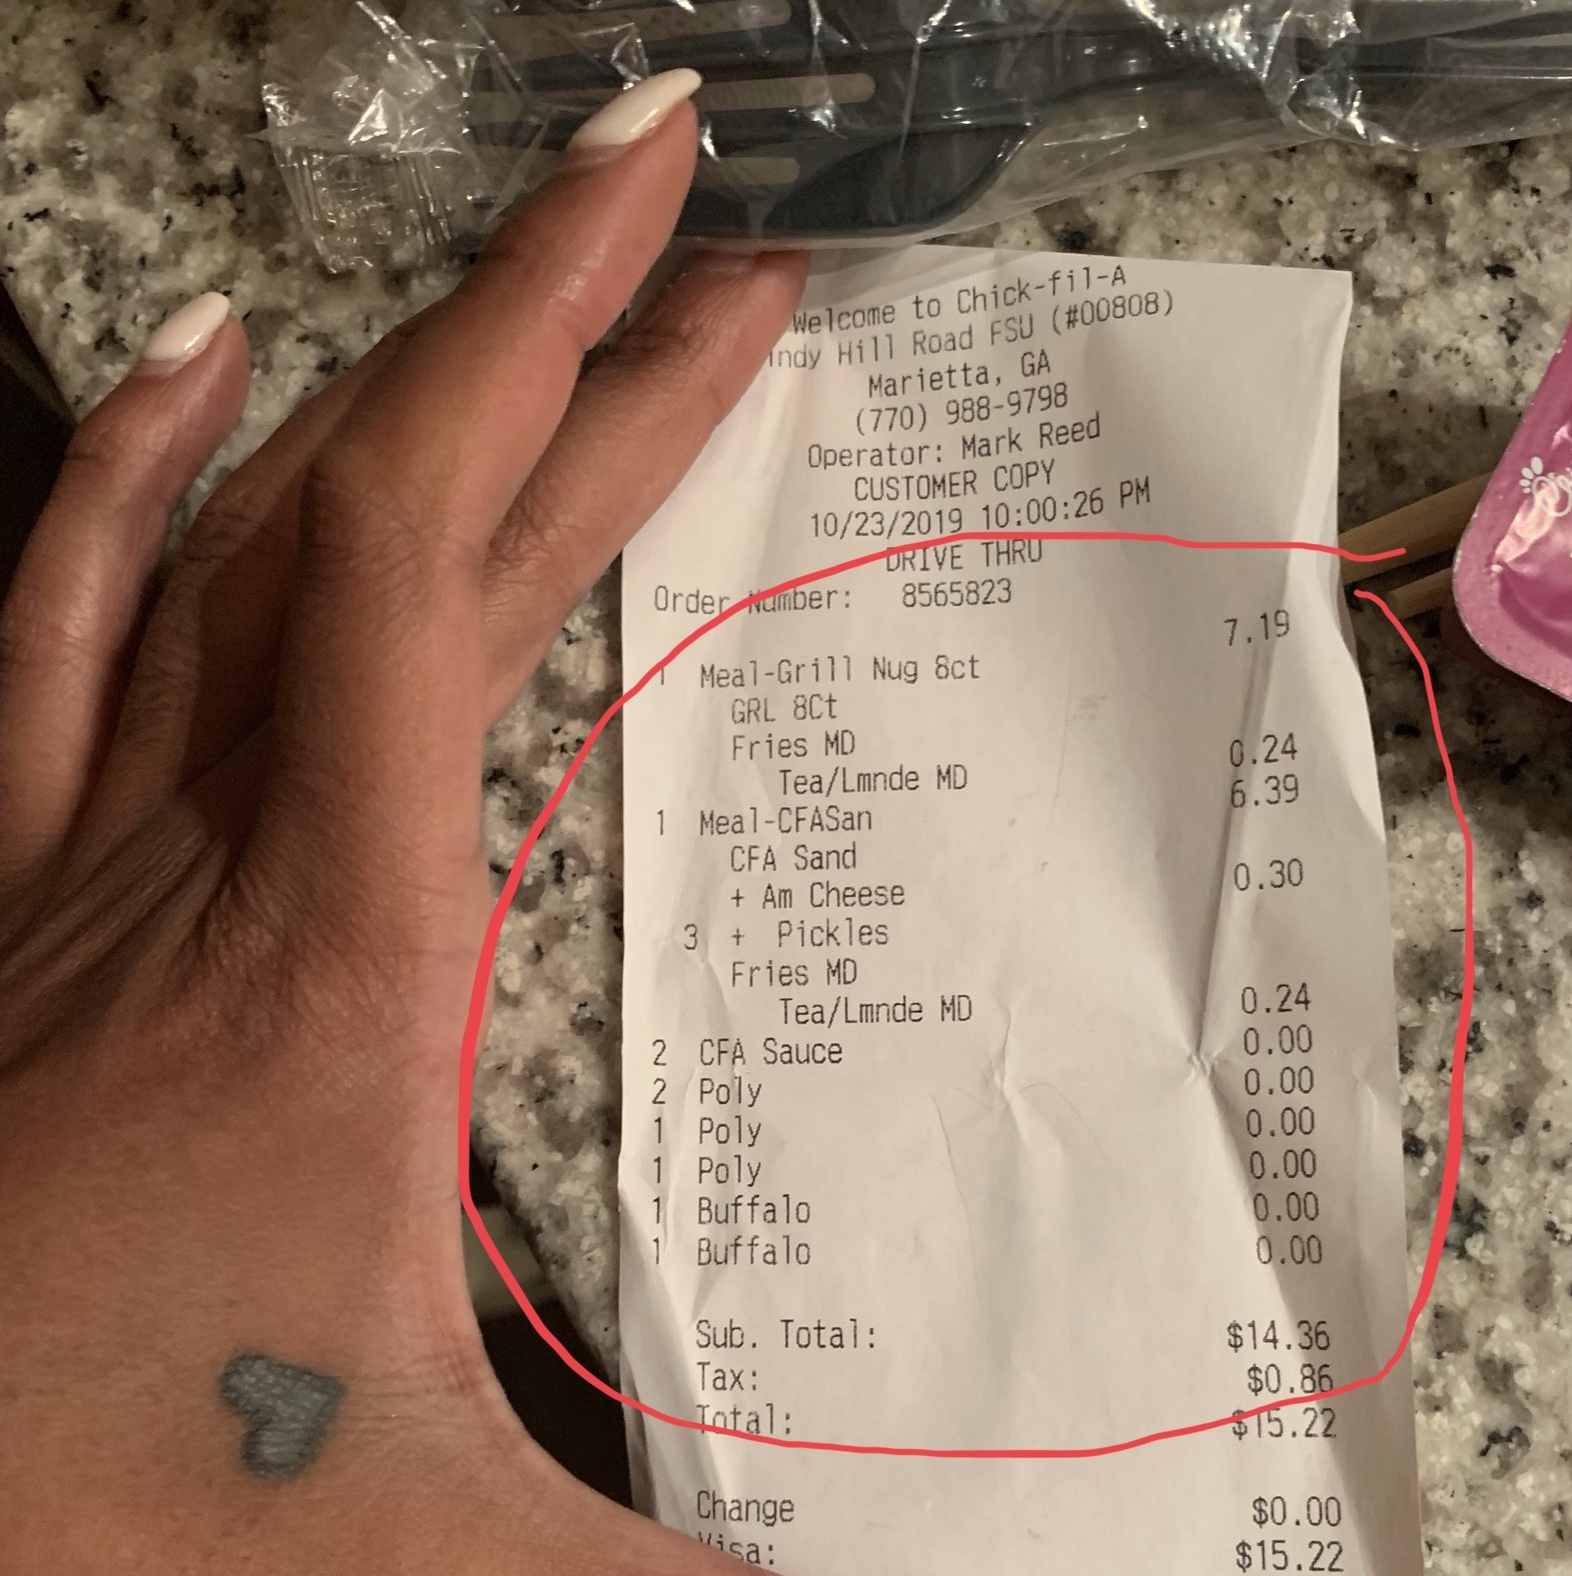 Welcome to Chick-fil-A
indy Hill Road FSU (#00808)
Marietta, GA
(770) 988-9798
Operator: Mark Reed
CUSTOMER COPY
10/23/2019 10:00:26 PM
DRIVE THRU
Order Number: 8565823
1 Meal-Grill Nug 8ct 7.19
GRL 8Ct
Fries MD
Tea/Lmnde MD 0.24
1 Meal-CFASan 6.39
CFA Sand
+ Am Cheese 0.30
3 + Pickles
Fries MD
Tea/Lmnde MD 0.24
2 CFA Sauce 0.00
2 Poly 0.00
1 Poly 0.00
1 Poly 0.00
1 Buffalo 0.00
1 Buffalo 0.00
Sub. Total: $14.36
Tax: $0.86
Total: $15.22
Change $0.00
Visa: $15.22